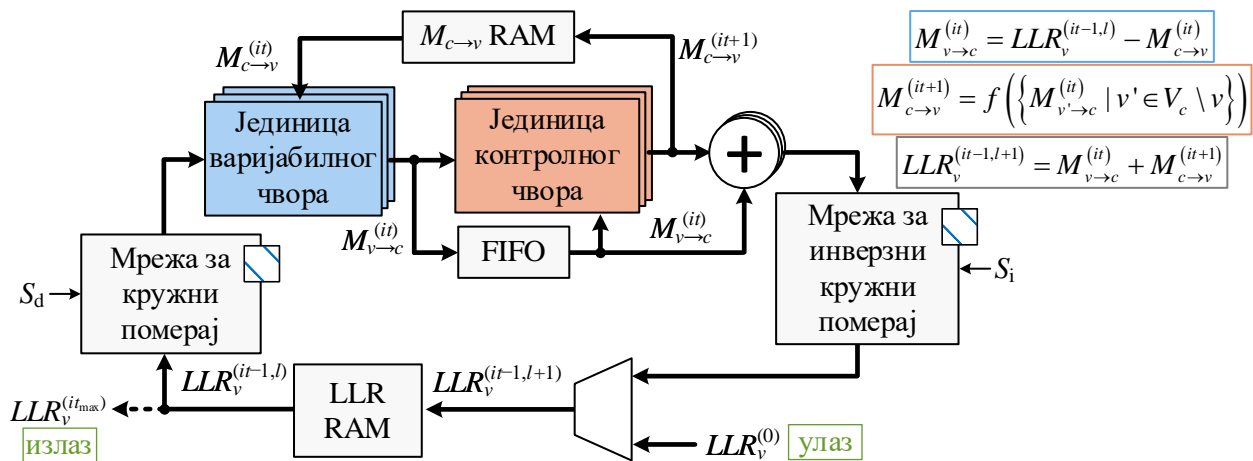 M_{c→v}^{(it)}
M_{c→v} RAM
M_{c→v}^{(it+1)}
M_{v→c}^{(it)} = LLR_v^{(it-1,l)} − M_{c→v}^{(it)}
M_{c→v}^{(it+1)} = f({M_{v'→c}^{(it)} | v' ∈ V_c \ v})
LLR_v^{(it-1,l+1)} = M_{v→c}^{(it)} + M_{c→v}^{(it+1)}
Јединица
варијабилног
чвора
Јединица
контролног
чвора
+
M_{v→c}^{(it)}
FIFO
M_{v→c}^{(it)}
S_d
Мрежа за
кружни
померај
Мрежа за
инверзни
кружни
померај
S_i
LLR_v^{(it-1,l)}
LLR
RAM
LLR_v^{(it-1,l+1)}
LLR_v^{(it_{max})}
излаз
LLR_v^{(0)} улаз